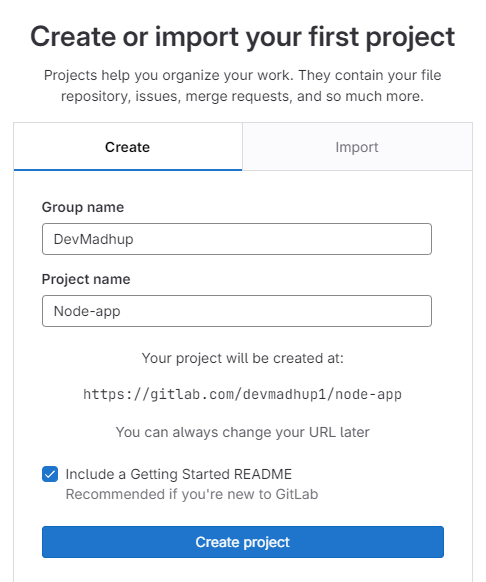 Create or import your first project
Projects help you organize your work. They contain your file
repository, issues, merge requests, and so much more.
Create
Import
Group name
DevMadhup
Project name
Node-app
Your project will be created at:
https://gitlab.com/devmadhup1/node-app
You can always change your URL later
Include a Getting Started README
Recommended if you're new to GitLab
Create project